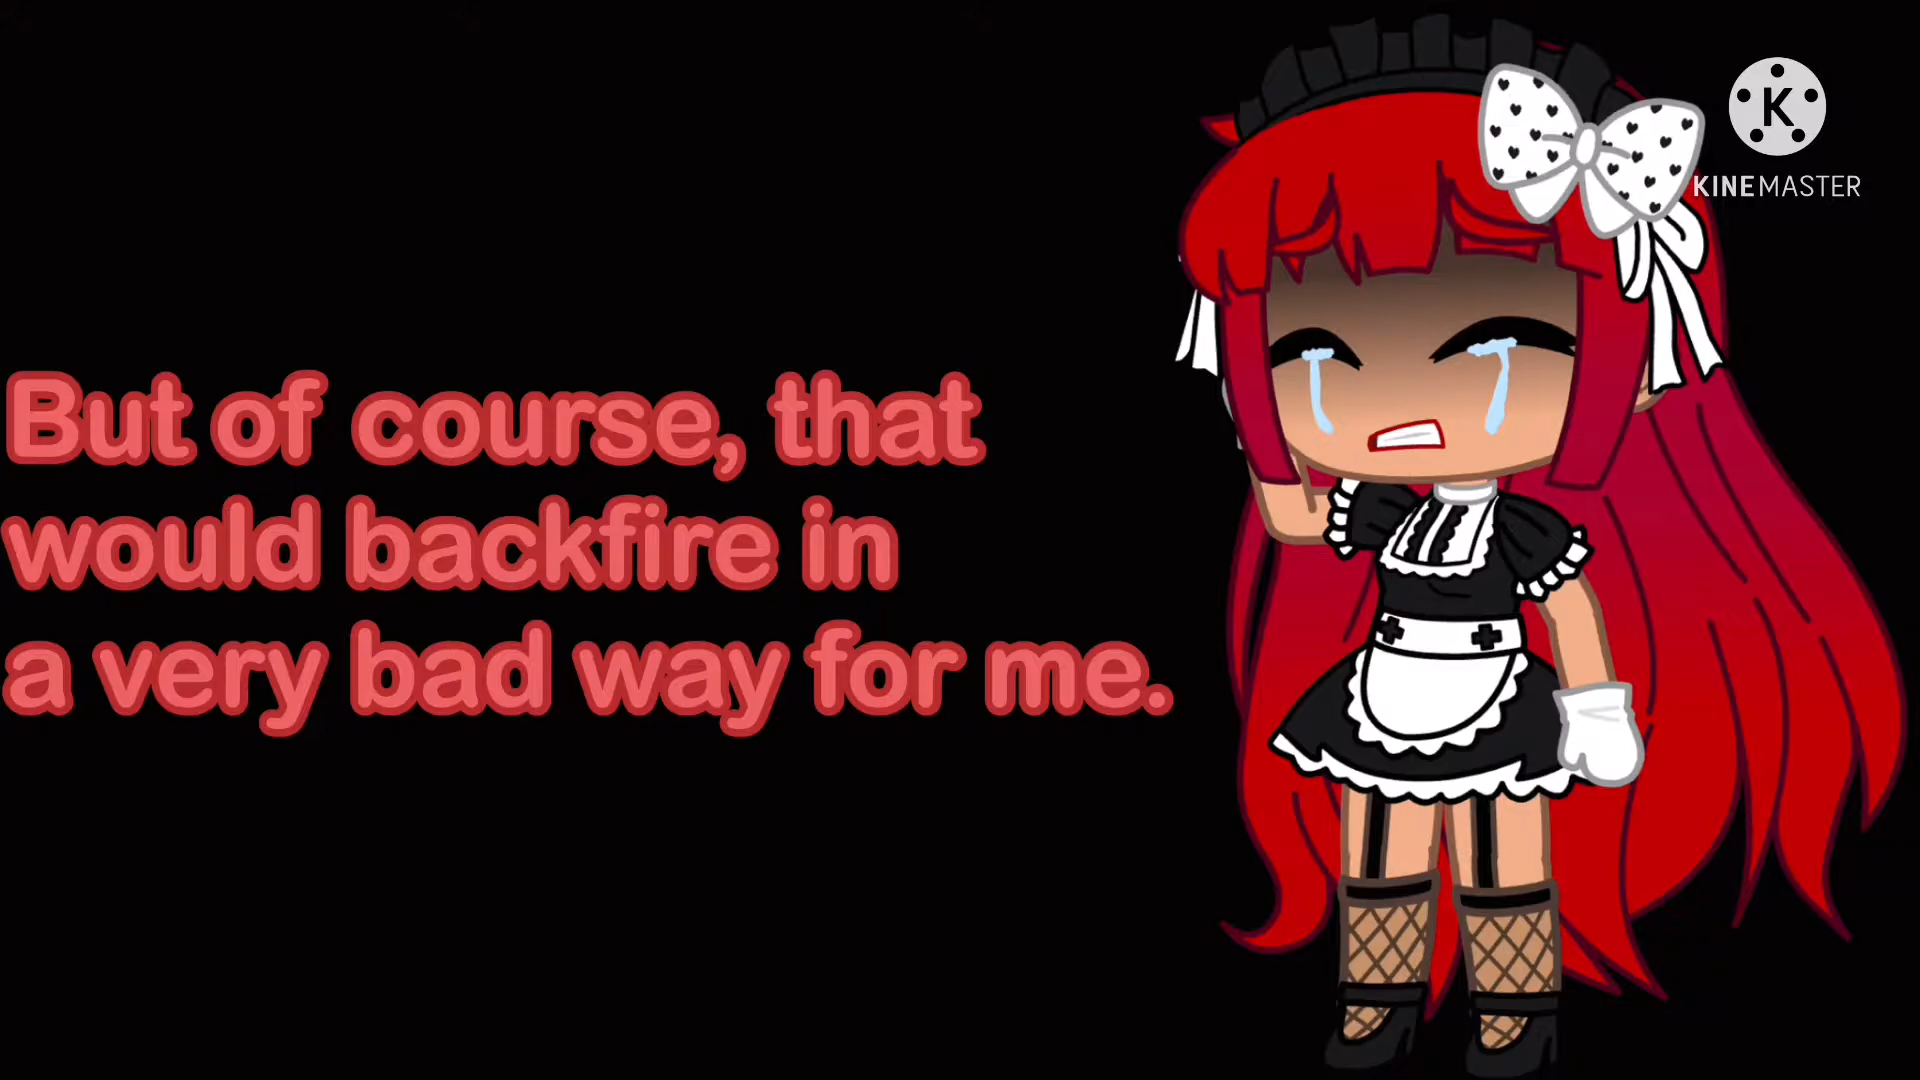 But of course, that
would backfire in
a very bad way for me.
K
KINEMASTER